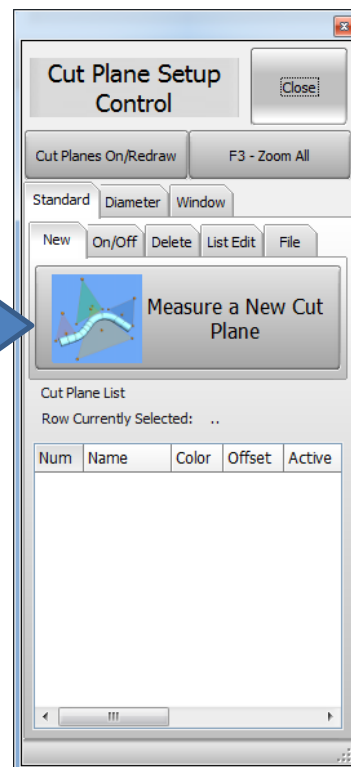 Cut Plane Setup
Control
Close
Cut Planes On/Redraw
F3 - Zoom All
Standard
Diameter
Window
New
On/Off
Delete
List Edit
File
Measure a New Cut
Plane
Cut Plane List
Row Currently Selected: ..
Num
Name
Color
Offset
Active